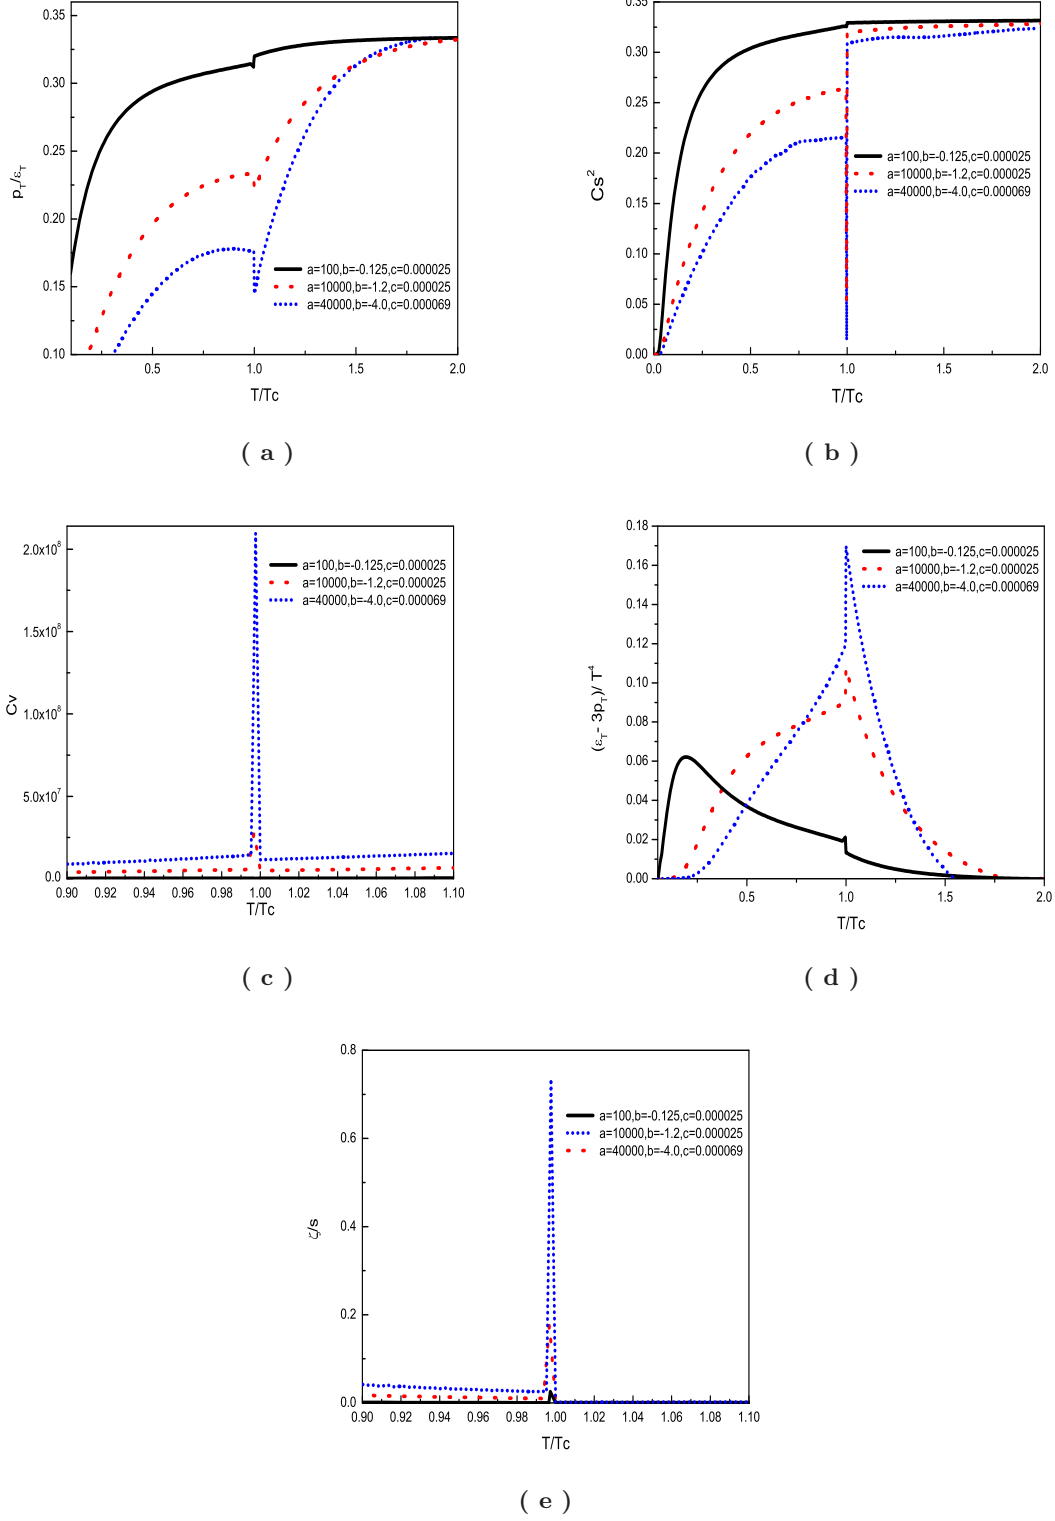 0.35
0.30
0.25
0.20
0.15
0.10
p_T/ε_T
0.5 1.0 1.5 2.0
T/Tc
a=100,b=-0.125,c=0.000025
a=10000,b=-1.2,c=0.000025
a=40000,b=-4.0,c=0.000069
( a )
0.35
0.30
0.25
0.20
0.15
0.10
0.05
0.00
Cs²
0.0 0.5 1.0 1.5 2.0
T/Tc
a=100,b=-0.125,c=0.000025
a=10000,b=-1.2,c=0.000025
a=40000,b=-4.0,c=0.000069
( b )
2.0x10⁸
1.5x10⁸
1.0x10⁸
5.0x10⁷
0.0
Cv
0.90 0.92 0.94 0.96 0.98 1.00 1.02 1.04 1.06 1.08 1.10
T/Tc
a=100,b=-0.125,c=0.000025
a=10000,b=-1.2,c=0.000025
a=40000,b=-4.0,c=0.000069
( c )
0.18
0.16
0.14
0.12
0.10
0.08
0.06
0.04
0.02
0.00
(ε_T- 3p_T)/ T⁴
0.5 1.0 1.5 2.0
T/Tc
a=100,b=-0.125,c=0.000025
a=10000,b=-1.2,c=0.000025
a=40000,b=-4.0,c=0.000069
( d )
0.8
0.6
0.4
0.2
0.0
ζ/s
0.90 0.92 0.94 0.96 0.98 1.00 1.02 1.04 1.06 1.08 1.10
T/Tc
a=100,b=-0.125,c=0.000025
a=10000,b=-1.2,c=0.000025
a=40000,b=-4.0,c=0.000069
( e )